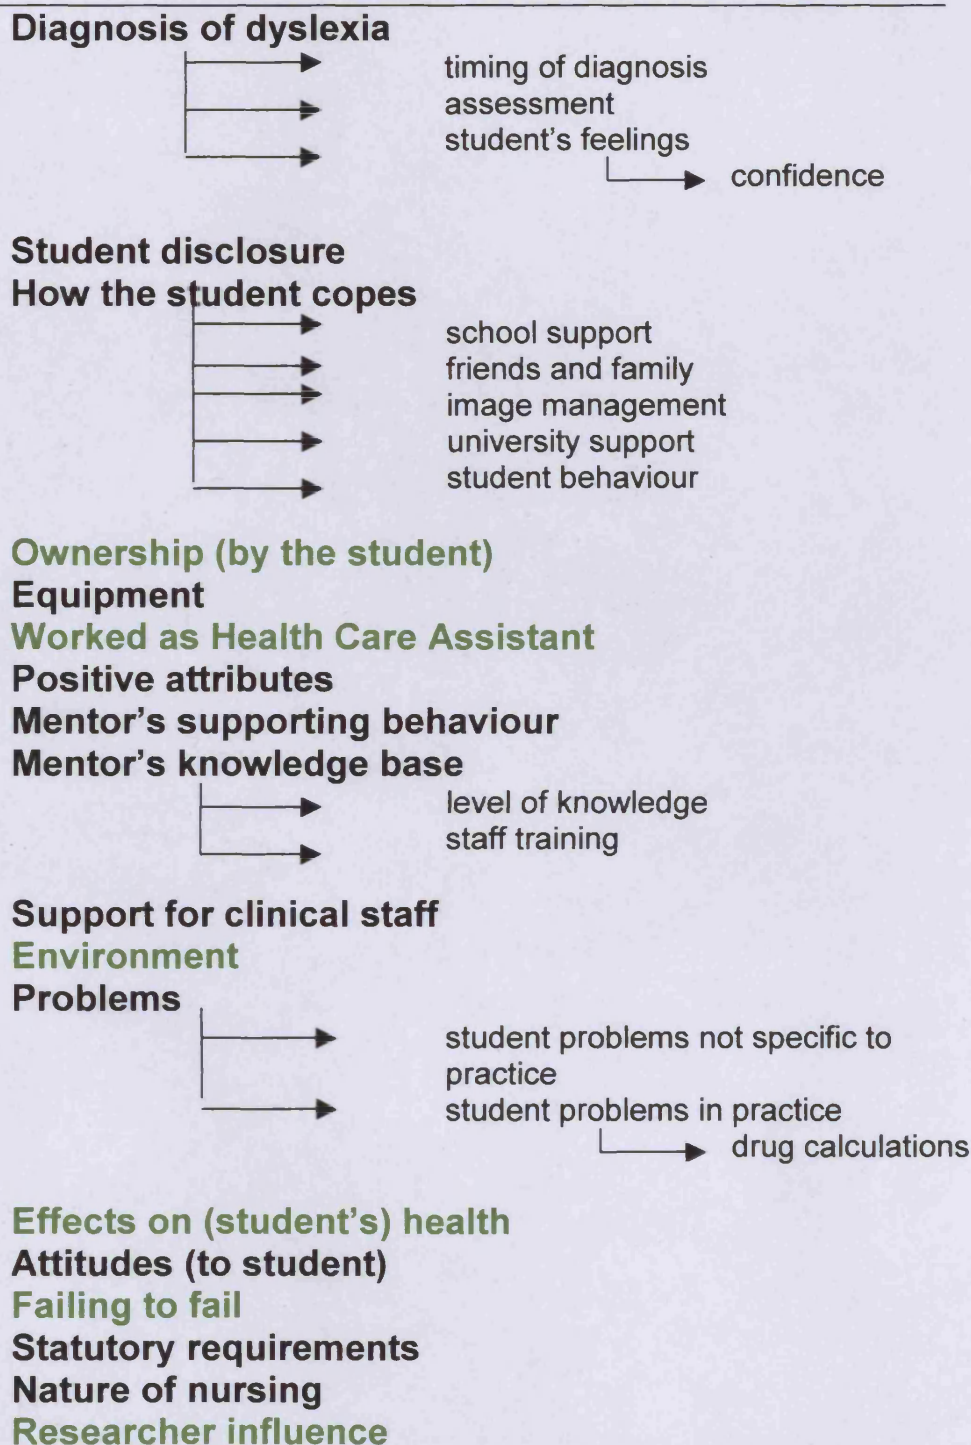 Diagnosis of dyslexia
timing of diagnosis
assessment
student's feelings
confidence
Student disclosure
How the student copes
school support
friends and family
image management
university support
student behaviour
Ownership (by the student)
Equipment
Worked as Health Care Assistant
Positive attributes
Mentor's supporting behaviour
Mentor's knowledge base
level of knowledge
staff training
Support for clinical staff
Environment
Problems
student problems not specific to
practice
student problems in practice
drug calculations
Effects on (student's) health
Attitudes (to student)
Failing to fail
Statutory requirements
Nature of nursing
Researcher influence